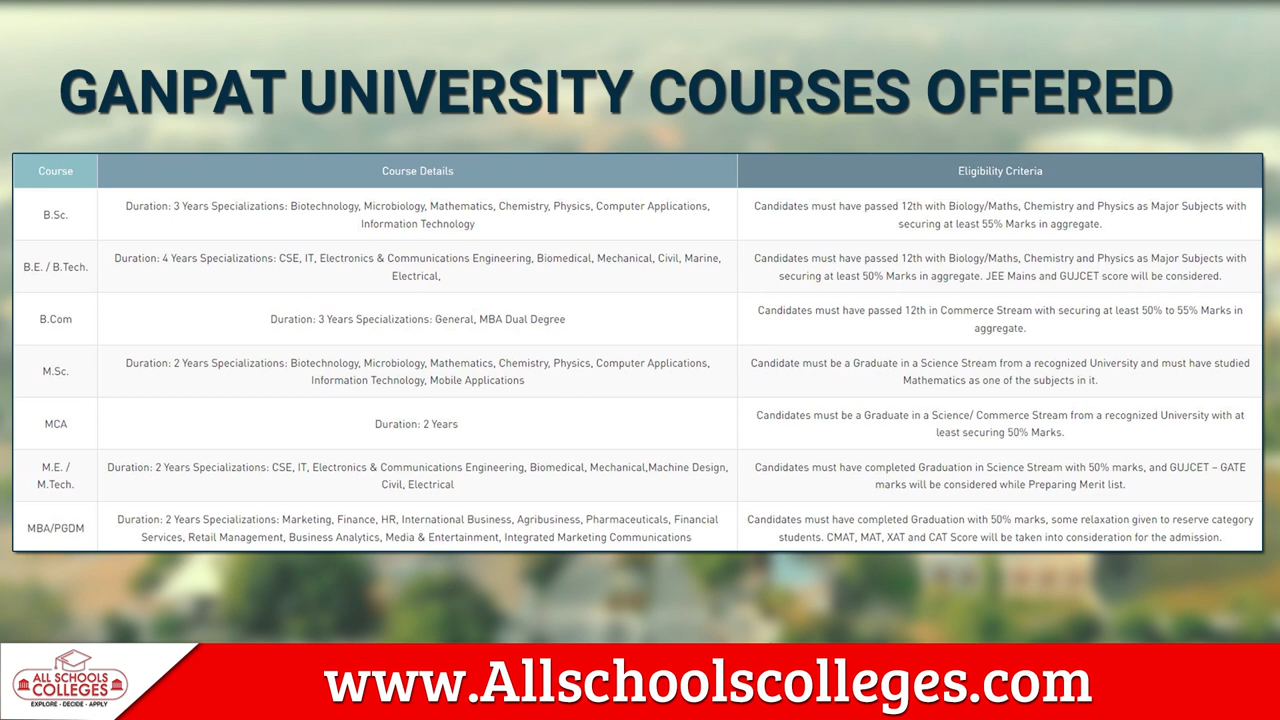 GANPAT UNIVERSITY COURSES OFFERED
Course
Course Details
Eligibility Criteria
B.Sc.
Duration: 3 Years Specializations: Biotechnology, Microbiology, Mathematics, Chemistry, Physics, Computer Applications,
Information Technology
Candidates must have passed 12th with Biology/Maths, Chemistry and Physics as Major Subjects with
securing at least 55% Marks in aggregate.
B.E. / B.Tech.
Duration: 4 Years Specializations: CSE, IT, Electronics & Communications Engineering, Biomedical, Mechanical, Civil, Marine,
Electrical,
Candidates must have passed 12th with Biology/Maths, Chemistry and Physics as Major Subjects with
securing at least 50% Marks in aggregate. JEE Mains and GUJCET score will be considered.
B.Com
Duration: 3 Years Specializations: General, MBA Dual Degree
Candidates must have passed 12th in Commerce Stream with securing at least 50% to 55% Marks in
aggregate.
M.Sc.
Duration: 2 Years Specializations: Biotechnology, Microbiology, Mathematics, Chemistry, Physics, Computer Applications,
Information Technology, Mobile Applications
Candidate must be a Graduate in a Science Stream from a recognized University and must have studied
Mathematics as one of the subjects in it.
MCA
Duration: 2 Years
Candidates must be a Graduate in a Science/ Commerce Stream from a recognized University with at
least securing 50% Marks.
M.E. /
M.Tech.
Duration: 2 Years Specializations: CSE, IT, Electronics & Communications Engineering, Biomedical, Mechanical,Machine Design,
Civil, Electrical
Candidates must have completed Graduation in Science Stream with 50% marks, and GUJCET – GATE
marks will be considered while Preparing Merit list.
MBA/PGDM
Duration: 2 Years Specializations: Marketing, Finance, HR, International Business, Agribusiness, Pharmaceuticals, Financial
Services, Retail Management, Business Analytics, Media & Entertainment, Integrated Marketing Communications
Candidates must have completed Graduation with 50% marks, some relaxation given to reserve category
students. CMAT, MAT, XAT and CAT Score will be taken into consideration for the admission.
ALL SCHOOLS
COLLEGES
EXPLORE - DECIDE - APPLY
www.Allschoolscolleges.com